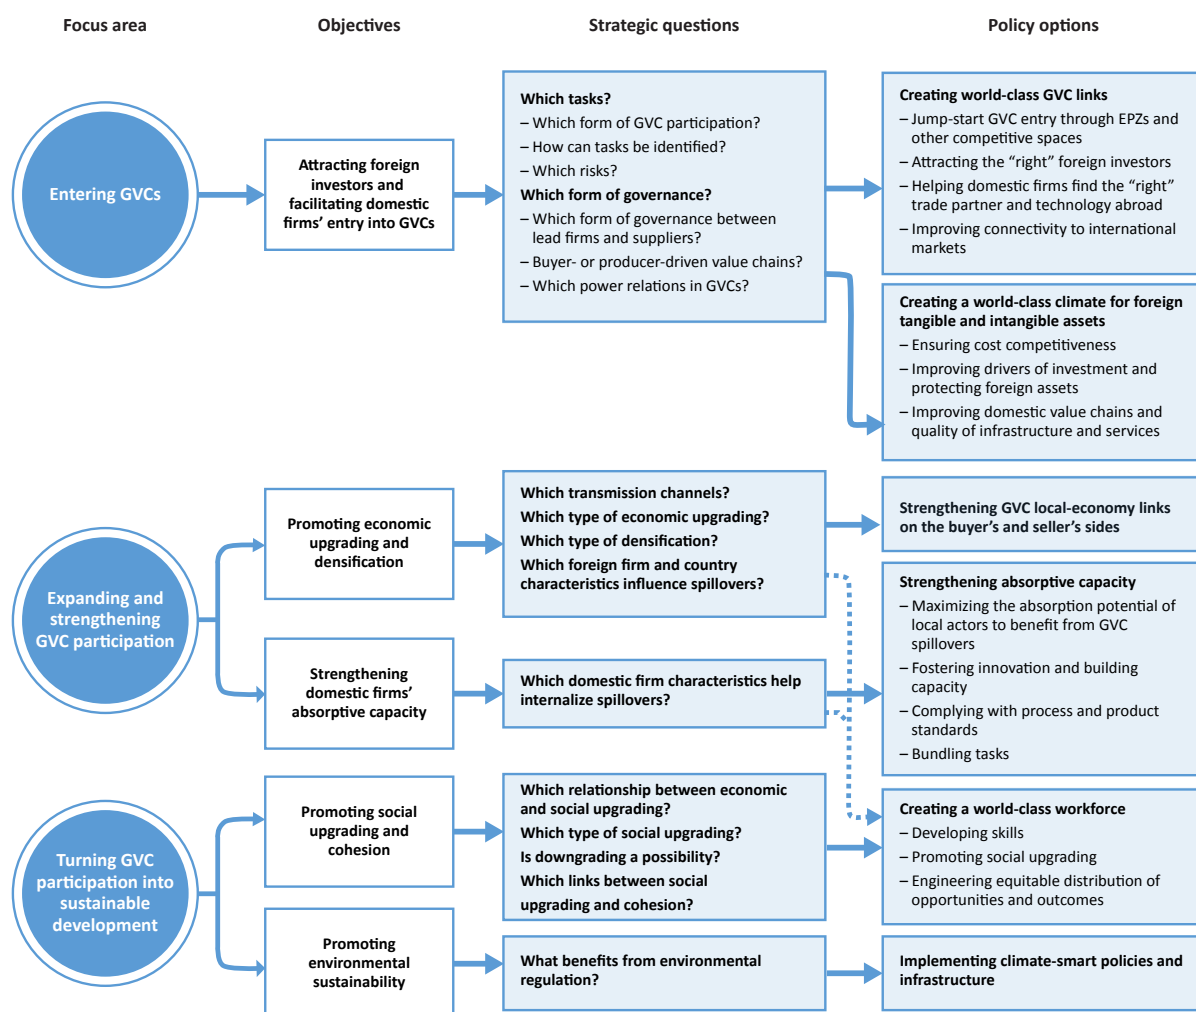 Focus area
Objectives
Strategic questions
Policy options
Entering GVCs
Attracting foreign
investors and
facilitating domestic
firms’ entry into GVCs
Which tasks?
– Which form of GVC participation?
– How can tasks be identified?
– Which risks?
Which form of governance?
– Which form of governance between
lead firms and suppliers?
– Buyer- or producer-driven value chains?
– Which power relations in GVCs?
Creating world-class GVC links
– Jump-start GVC entry through EPZs and
other competitive spaces
– Attracting the “right” foreign investors
– Helping domestic firms find the “right”
trade partner and technology abroad
– Improving connectivity to international
markets
Creating a world-class climate for foreign
tangible and intangible assets
– Ensuring cost competitiveness
– Improving drivers of investment and
protecting foreign assets
– Improving domestic value chains and
quality of infrastructure and services
Expanding and
strengthening
GVC participation
Promoting economic
upgrading and
densification
Which transmission channels?
Which type of economic upgrading?
Which type of densification?
Which foreign firm and country
characteristics influence spillovers?
Strengthening GVC local-economy links
on the buyer’s and seller’s sides
Strengthening
domestic firms’
absorptive capacity
Which domestic firm characteristics help
internalize spillovers?
Strengthening absorptive capacity
– Maximizing the absorption potential of
local actors to benefit from GVC
spillovers
– Fostering innovation and building
capacity
– Complying with process and product
standards
– Bundling tasks
Turning GVC
participation into
sustainable
development
Promoting social
upgrading and
cohesion
Which relationship between economic
and social upgrading?
Which type of social upgrading?
Is downgrading a possibility?
Which links between social
upgrading and cohesion?
Creating a world-class workforce
– Developing skills
– Promoting social upgrading
– Engineering equitable distribution of
opportunities and outcomes
Promoting
environmental
sustainability
What benefits from environmental
regulation?
Implementing climate-smart policies and
infrastructure